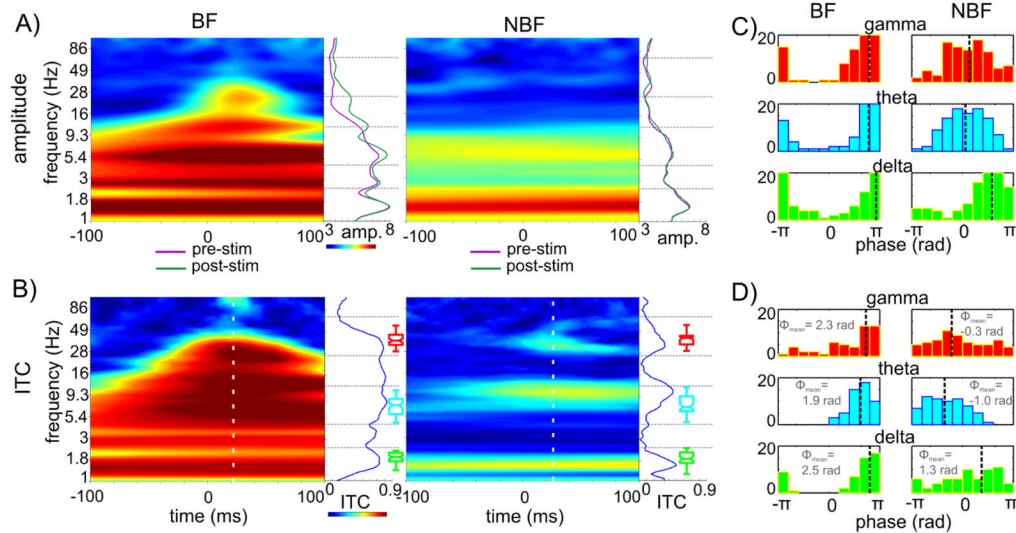 A)
BF
NBF
amplitude
frequency (Hz)
86
49
28
16
9.3
5.4
3
1.8
1
-100
0
100
3 amp. 8
-100
0
100
3 amp. 8
pre-stim
post-stim
pre-stim
post-stim
B)
ITC
frequency (Hz)
86
49
28
16
9.3
5.4
3
1.8
1
-100
0
100
0 0.9
ITC
-100
0
100
0 0.9
ITC
time (ms)
time (ms)
C)
BF
NBF
gamma
20
0
theta
20
0
delta
20
0
-π
π
-π
π
phase (rad)
D)
BF
NBF
gamma
20
10
0
Φmean= 2.3 rad
Φmean=
-0.3 rad
theta
20
10
0
Φmean=
1.9 rad
Φmean=
-1.0 rad
delta
20
10
0
Φmean=
2.5 rad
Φmean=
1.3 rad
-π
π
-π
π
phase (rad)